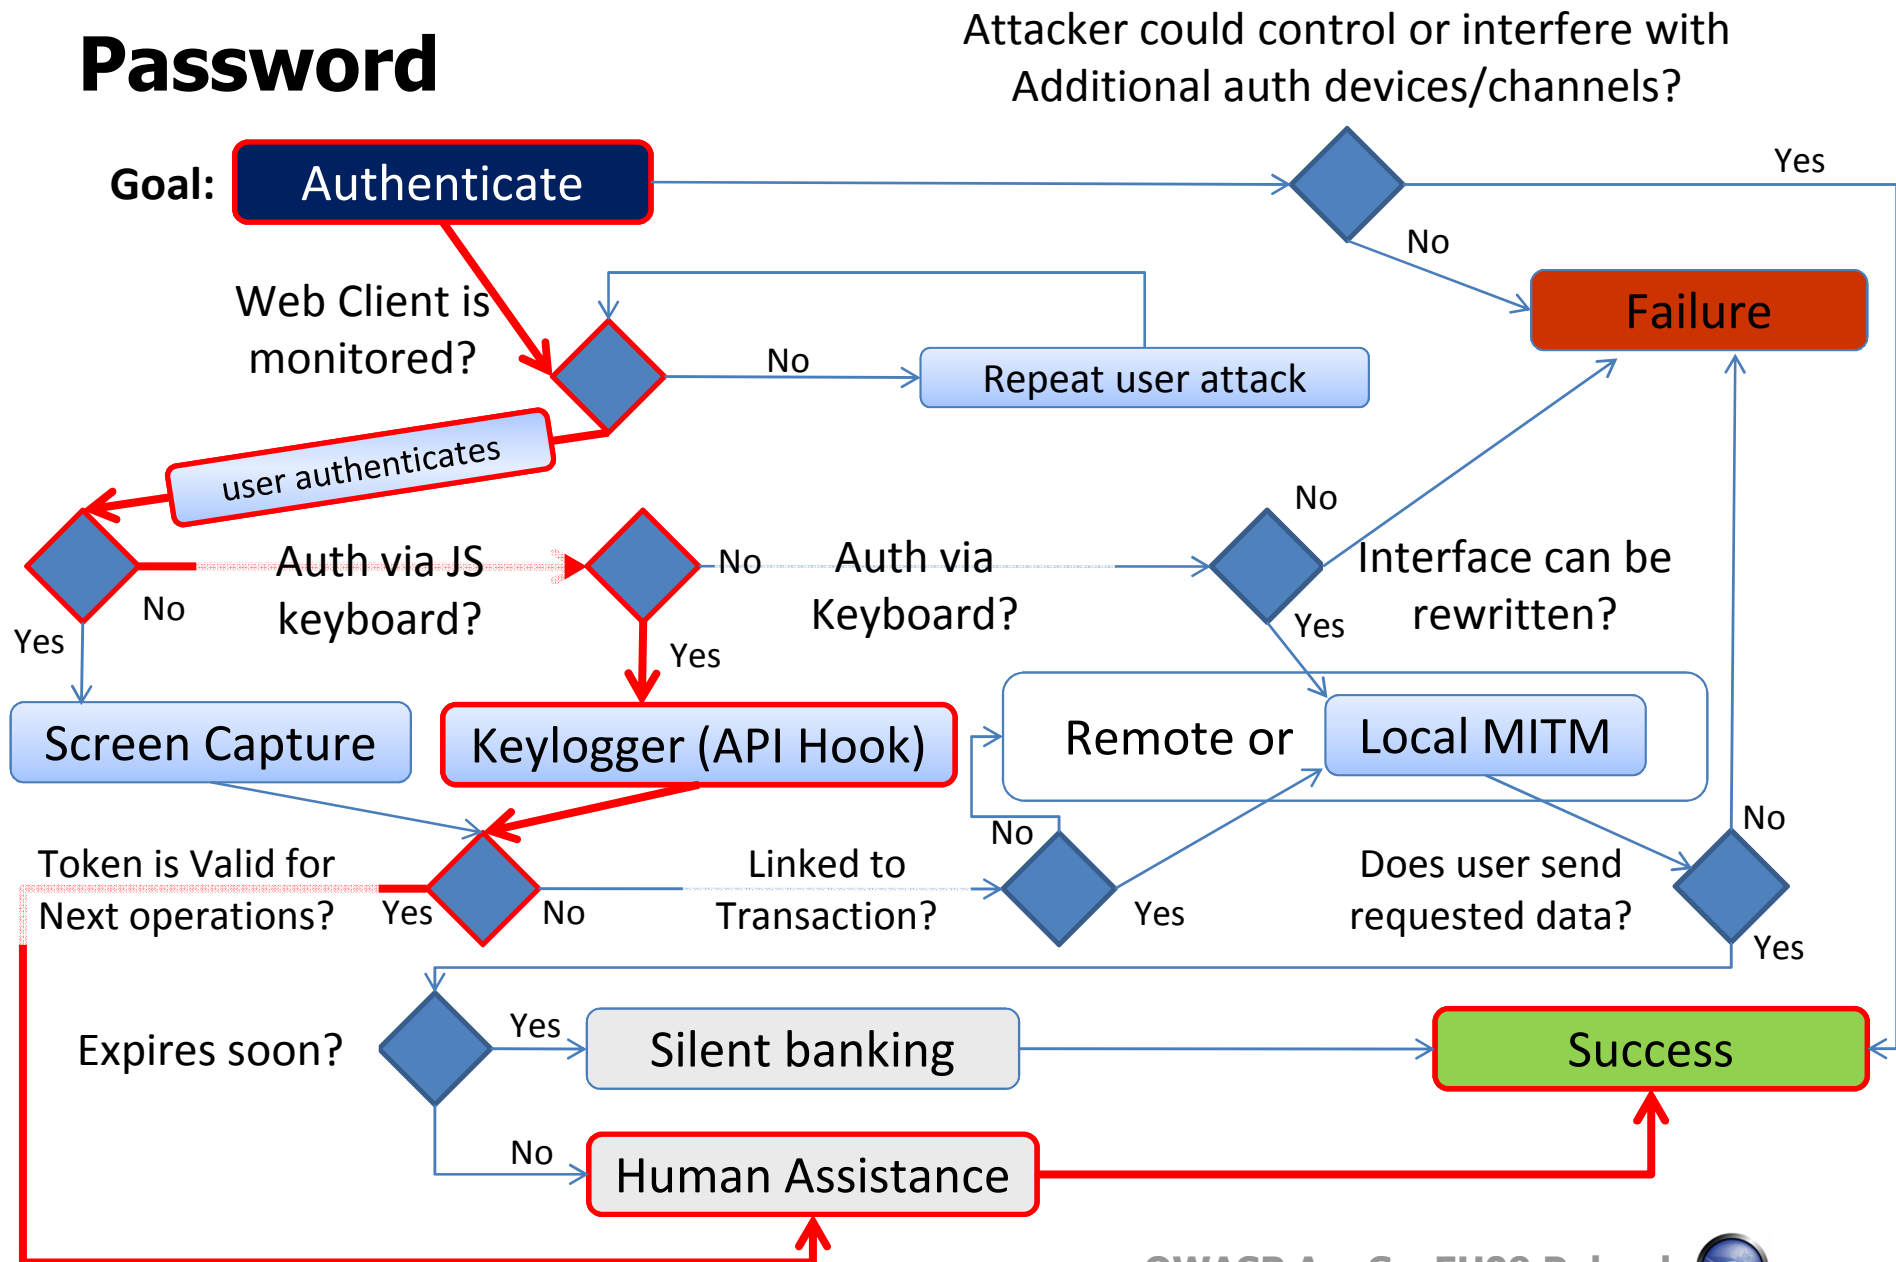 Password
Attacker could control or interfere with
Additional auth devices/channels?
Goal:
Authenticate
Yes
No
Failure
Web Client is
monitored?
No
Repeat user attack
user authenticates
No
Auth via JS
keyboard?
No
Auth via
Keyboard?
Interface can be
rewritten?
No
Yes
Yes
Yes
Screen Capture
Keylogger (API Hook)
Remote or
Local MITM
No
No
Token is Valid for
Next operations?
Yes
No
Linked to
Transaction?
Yes
Does user send
requested data?
Yes
Expires soon?
Yes
Silent banking
Success
No
Human Assistance